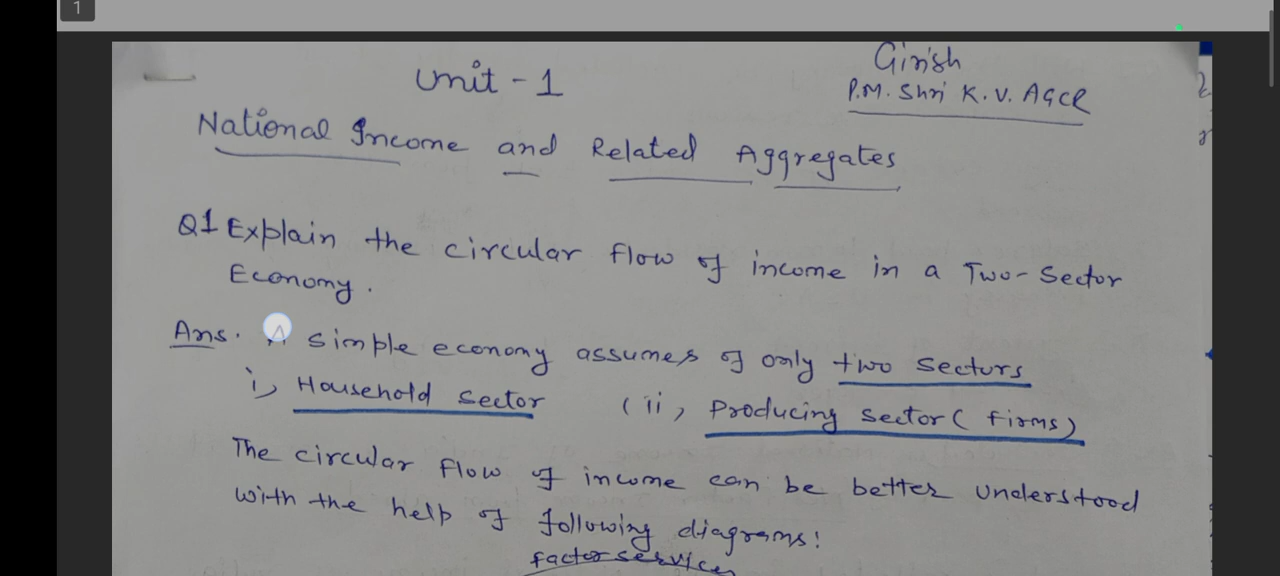 1
Girish
Unit - 1
P.M. Shri K.V. AGCR
National Income and Related Aggregates
Q1 Explain the circular flow of income in a Two-Sector
Economy.
Ans. A simple economy assumes of only two sectors
i, Household sector (ii, Producing sector ( firms)
The circular flow of income can be better understood
with the help of following diagrams:
factor services